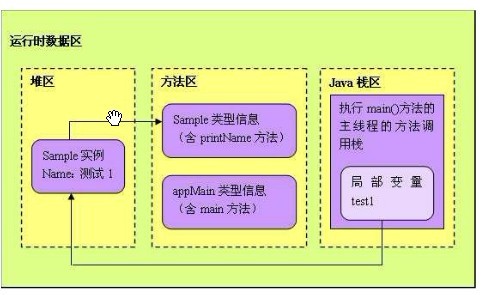 运行时数据区
堆区
Sample 实例
Name：测试 1
方法区
Sample 类型信息
（含 printName 方法）
appMain 类型信息
（含 main 方法）
Java 栈区
执行 main()方法的
主线程的方法调
用栈
局部变量
test1